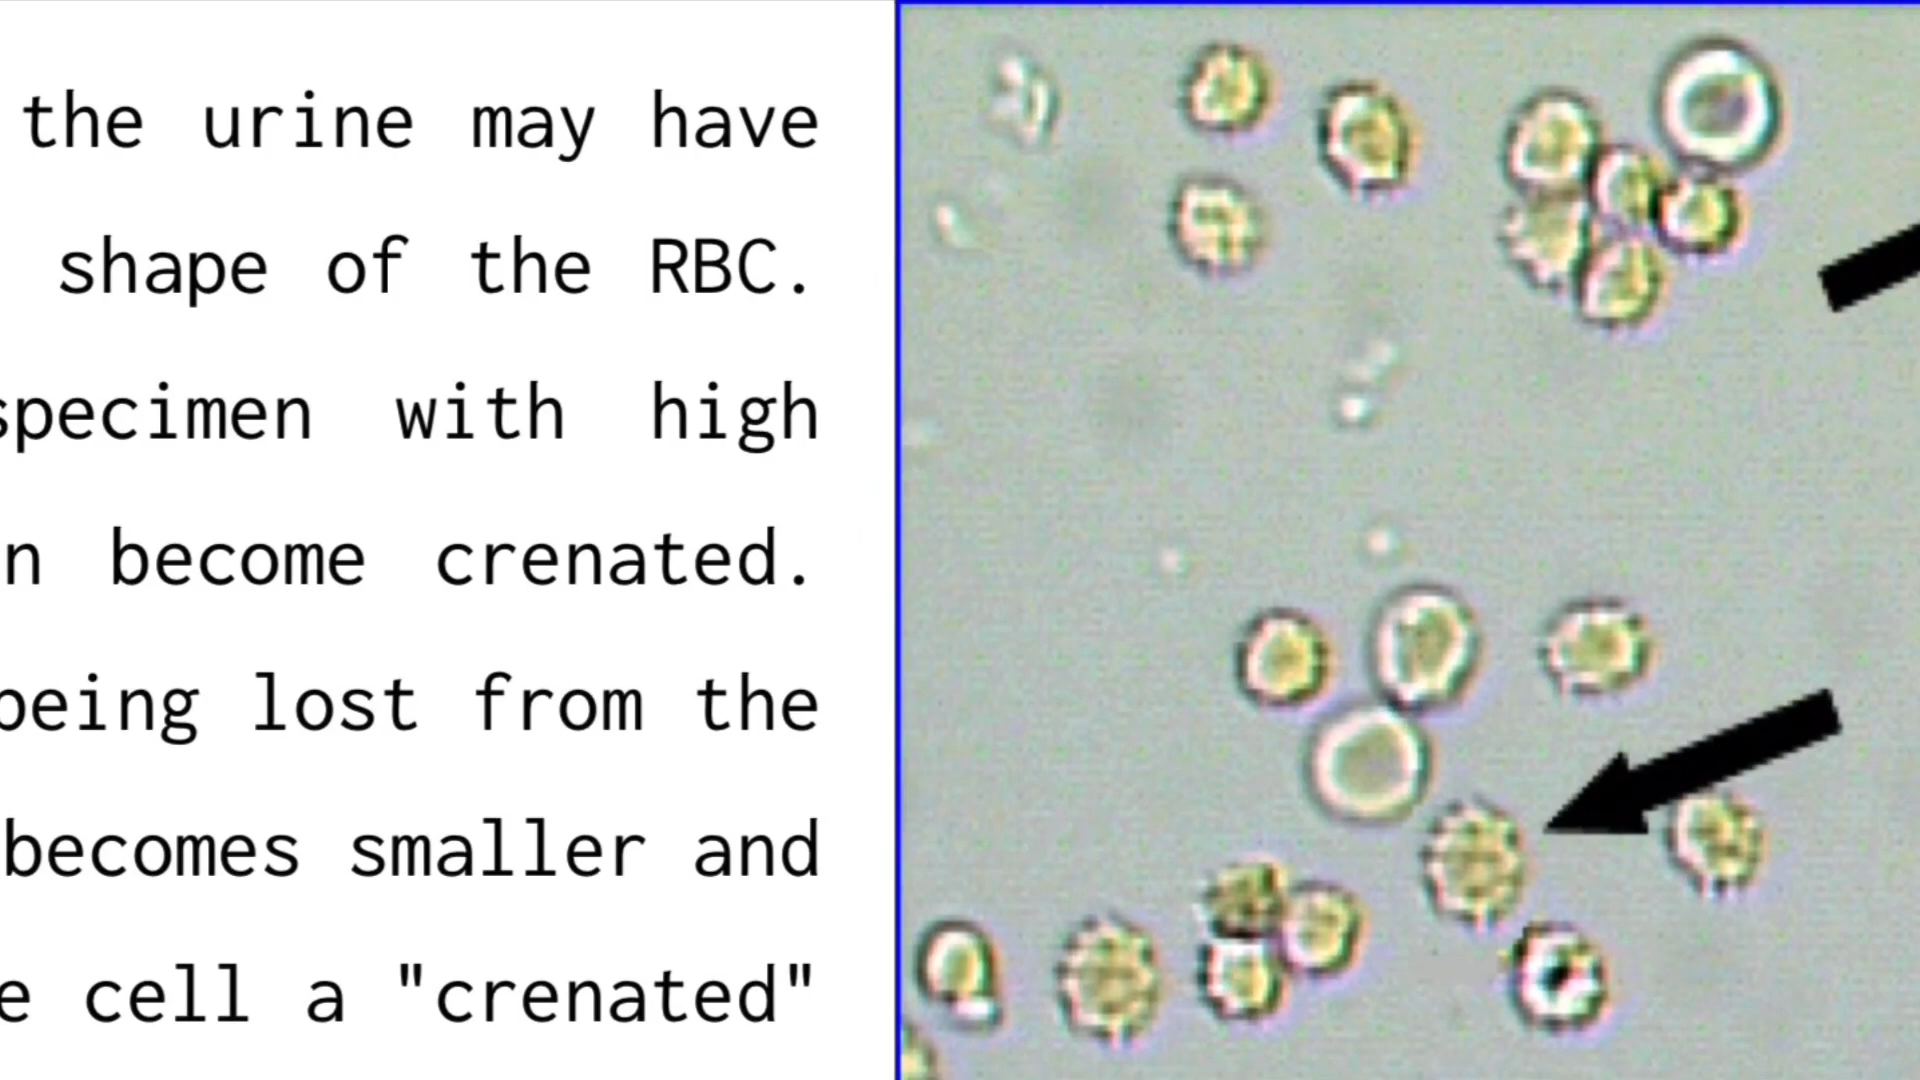 the urine may have
shape of the RBC.
specimen with high
n become crenated.
being lost from the
becomes smaller and
e cell a "crenated"